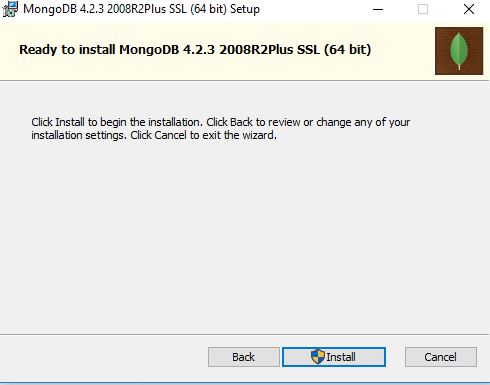 MongoDB 4.2.3 2008R2Plus SSL (64 bit) Setup
Ready to install MongoDB 4.2.3 2008R2Plus SSL (64 bit)
Click Install to begin the installation. Click Back to review or change any of your
installation settings. Click Cancel to exit the wizard.
Back Install Cancel